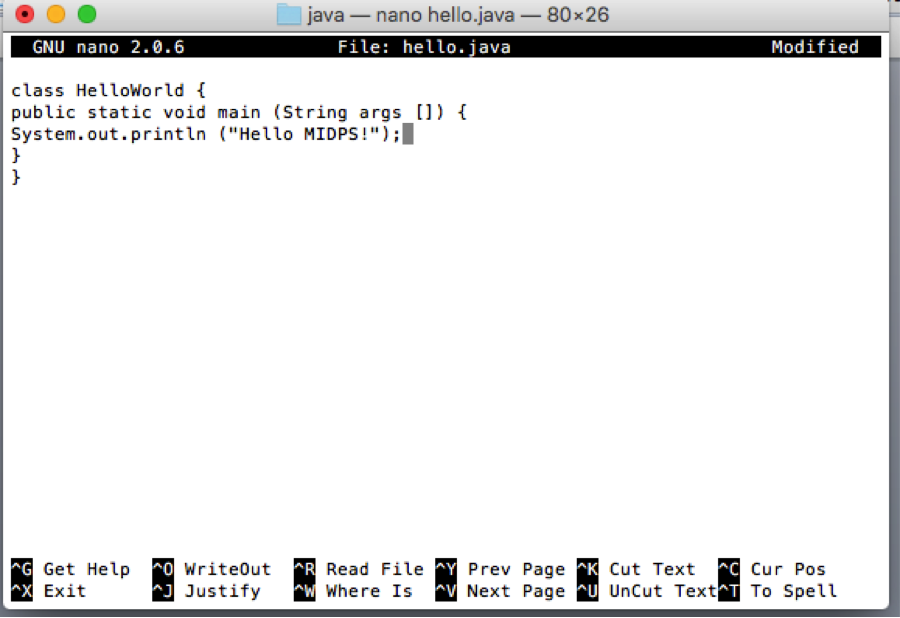 java — nano hello.java — 80×26
GNU nano 2.0.6 File: hello.java Modified
class HelloWorld {
public static void main (String args []) {
System.out.println ("Hello MIDPS!");
}
}
^G Get Help ^O WriteOut ^R Read File ^Y Prev Page ^K Cut Text ^C Cur Pos
^X Exit ^J Justify ^W Where Is ^V Next Page ^U UnCut Text ^T To Spell